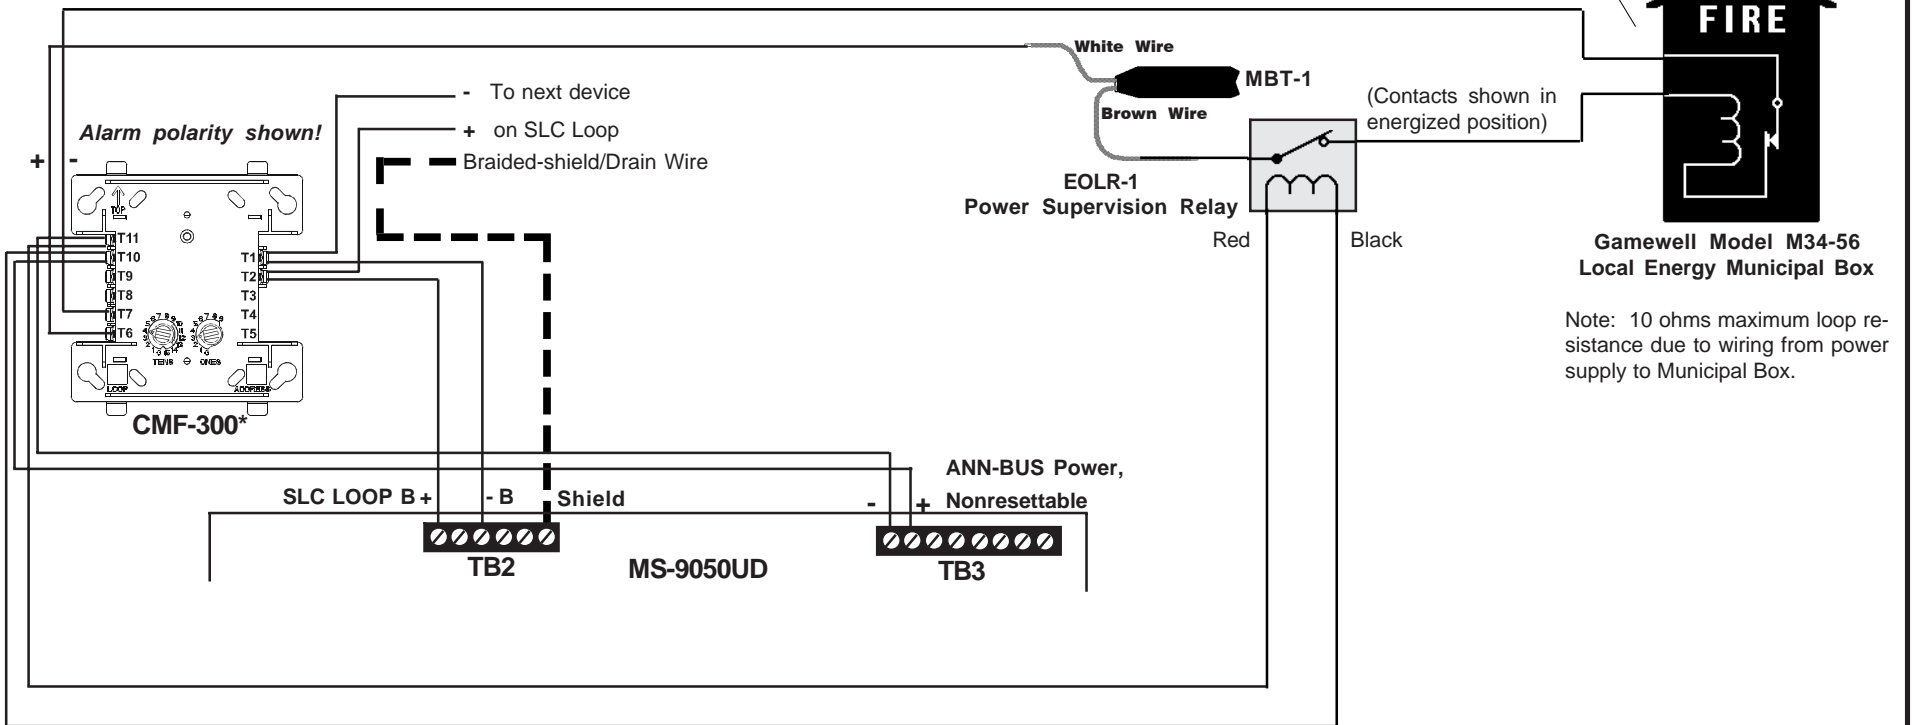 FIRE
White Wire
MBT-1
Brown Wire
(Contacts shown in
energized position)
- To next device
+ on SLC Loop
Braided-shield/Drain Wire
Alarm polarity shown!
+ -
TOP
T11
T10
T9
T8
T7
T6
T1
T2
T3
T4
T5
TENS
ONES
LOOP
ADDRESS
CMF-300*
EOLR-1
Power Supervision Relay
Red
Black
Gamewell Model M34-56
Local Energy Municipal Box
Note: 10 ohms maximum loop re-
sistance due to wiring from power
supply to Municipal Box.
SLC LOOP B +
- B
Shield
ANN-BUS Power,
- + Nonresettable
TB2
MS-9050UD
TB3